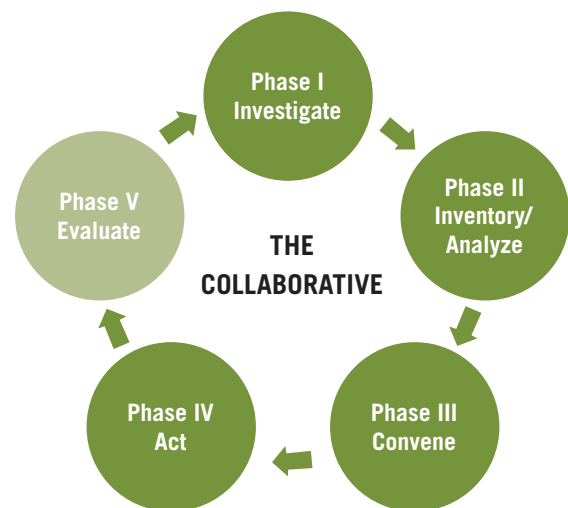 Phase I
Investigate
Phase II
Inventory/
Analyze
Phase III
Convene
Phase IV
Act
Phase V
Evaluate
THE
COLLABORATIVE